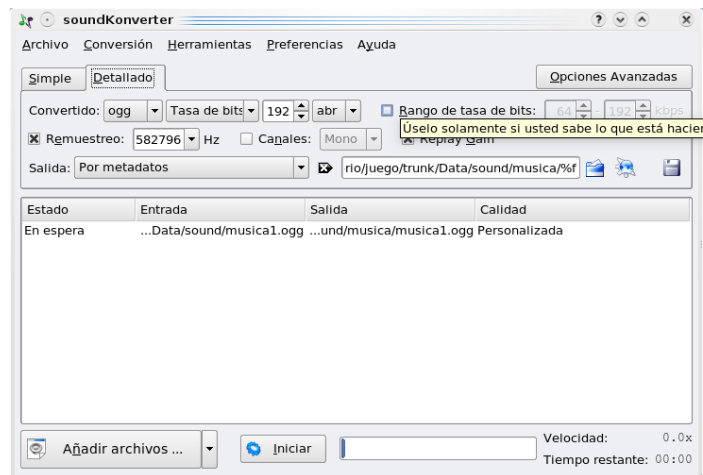 soundKonverter
Archivo Conversión Herramientas Preferencias Ayuda
Simple Detallado Opciones Avanzadas
Convertido: ogg Tasa de bits 192 abr Rango de tasa de bits: 64 - 192 kbps
Úselo solamente si usted sabe lo que está hacier
Remuestreo: 582796 Hz Canales: Mono Replay Gain
Salida: Por metadatos rio/juego/trunk/Data/sound/musica/%f
Estado Entrada Salida Calidad
En espera ...Data/sound/musica1.ogg ...und/musica/musica1.ogg Personalizada
Añadir archivos ... Iniciar
Velocidad: 0.0x
Tiempo restante: 00:00